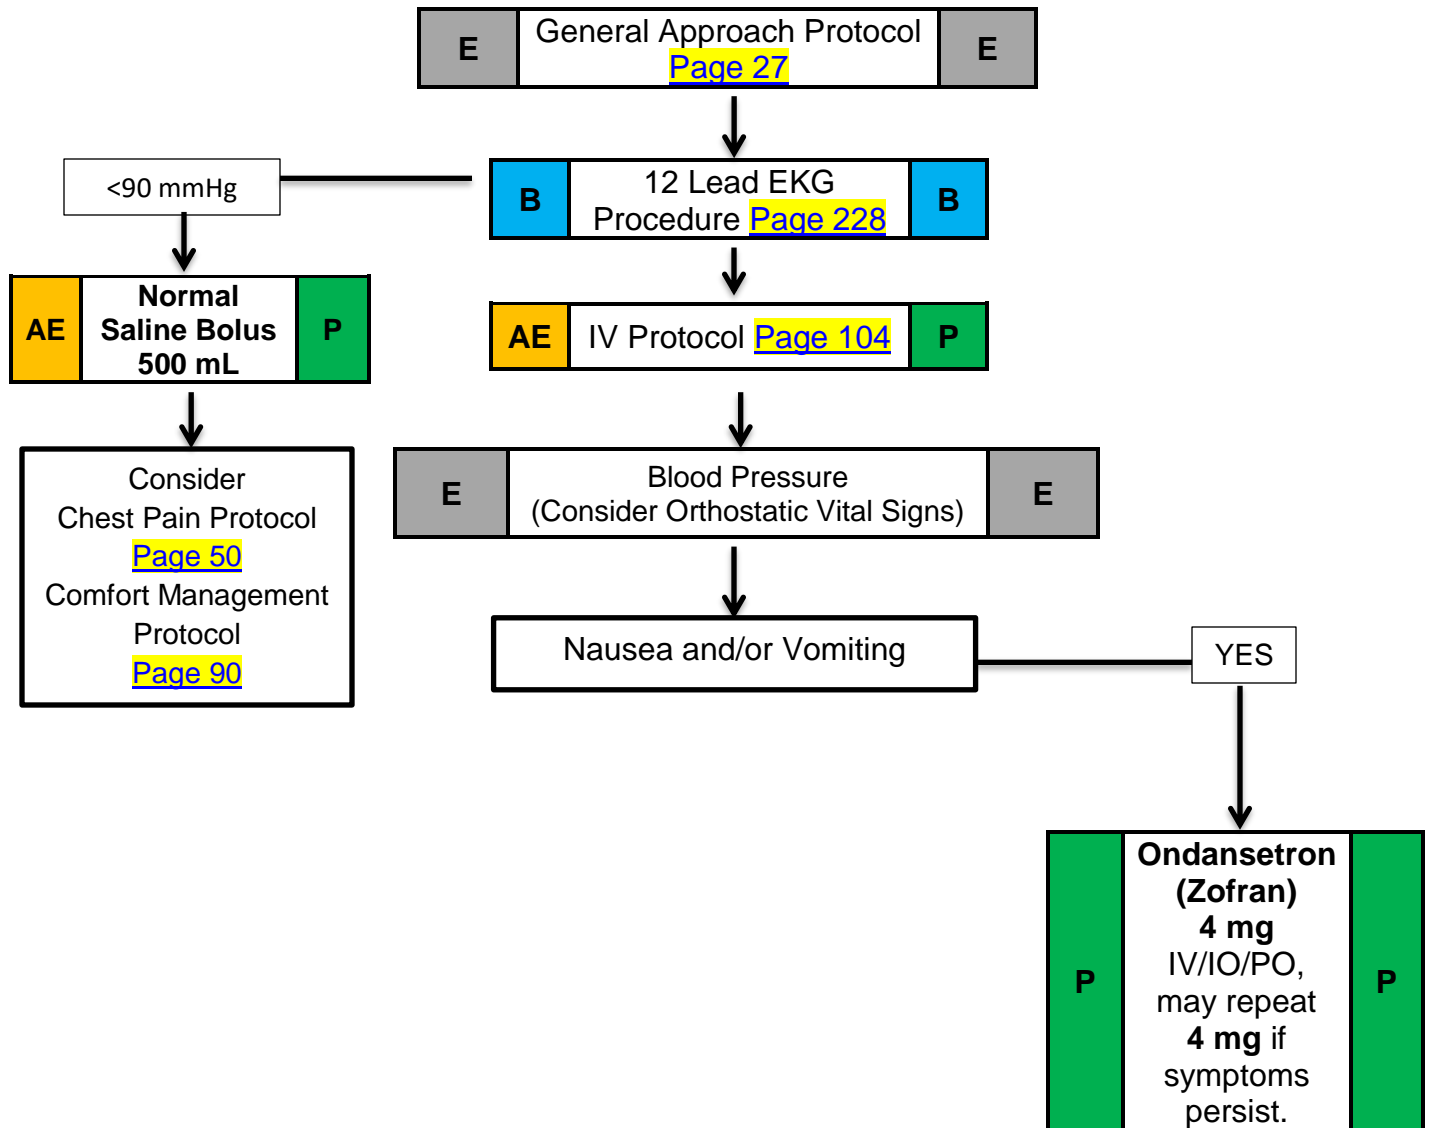 E
General Approach Protocol
Page 27
E
<90 mmHg
B
12 Lead EKG
Procedure Page 228
B
AE
Normal
Saline Bolus
500 mL
P
AE
IV Protocol Page 104
P
Consider
Chest Pain Protocol
Page 50
Comfort Management
Protocol
Page 90
E
Blood Pressure
(Consider Orthostatic Vital Signs)
E
Nausea and/or Vomiting
YES
P
Ondansetron
(Zofran)
4 mg
IV/IO/PO,
may repeat
4 mg if
symptoms
persist.
P